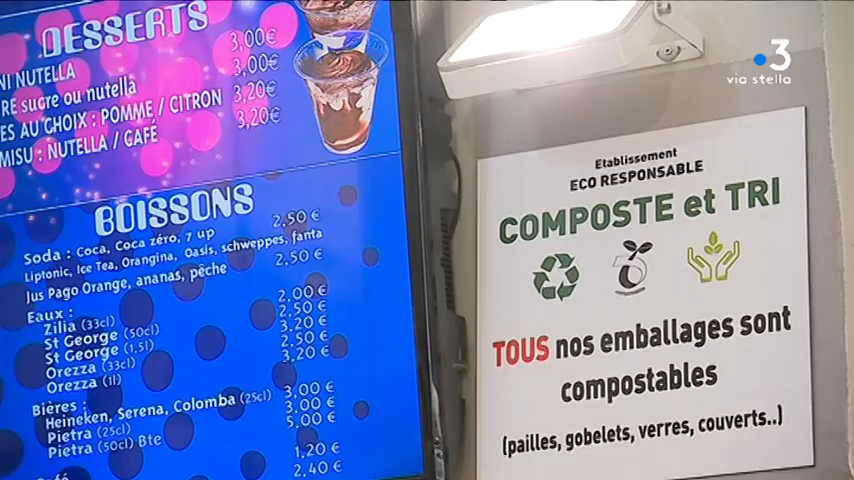 DESSERTS
NI NUTELLA 3,00€
RÊ sucre ou nutella 3,00€
ES AU CHOIX : POMME / CITRON 3,20€
MISU : NUTELLA / CAFÉ 3,20€
BOISSONS
Soda : Coca, Coca zéro, 7 up 2,50 €
Liptonic, Ice Tea, Orangina, Oasis, schweppes, fanta
Jus Pago Orange, ananas, pêche 2,50 €
Eaux :
Zilia (33cl) 2,00 €
St George (50cl) 2,50 €
St George (1,5l) 3,20 €
Orezza (33cl) 2,50 €
Orezza (1l) 3,20 €
Bières :
Heineken, Serena, Colomba (25cl) 3,00 €
Pietra (25cl) 3,00 €
Pietra (50cl) Bte 5,00 €
1,20 €
Café 2,40 €
3
via stella
Etablissement
ECO RESPONSABLE
COMPOSTE et TRI
TOUS nos emballages sont
compostables
(pailles, gobelets, verres, couverts..)